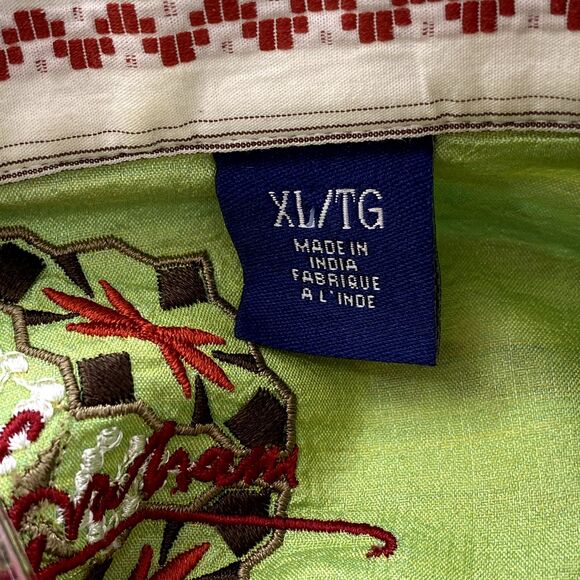 XL/TG
MADE IN
INDIA
FABRIQUE
A L'INDE